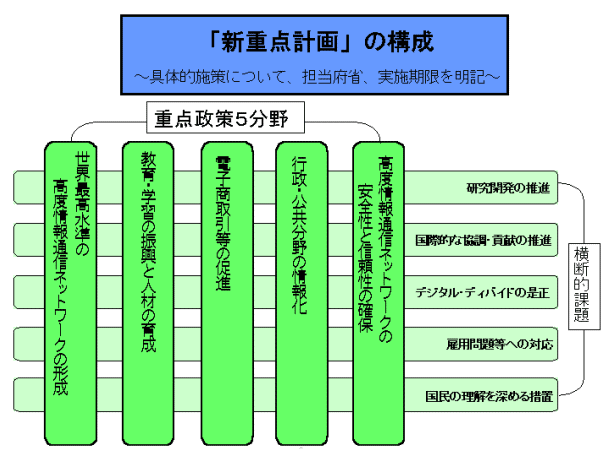 「新重点計画」の構成
～具体的施策について、担当府省、実施期限を明記～
重点政策5分野
世界最高水準の
高度情報通信ネットワークの形成
教育・学習の振興と人材の育成
電子商取引等の促進
行政・公共分野の情報化
高度情報通信ネットワークの
安全性と信頼性の確保
研究開発の推進
国際的な協調・貢献の推進
デジタル・ディバイドの是正
雇用問題等への対応
国民の理解を深める措置
横断的課題